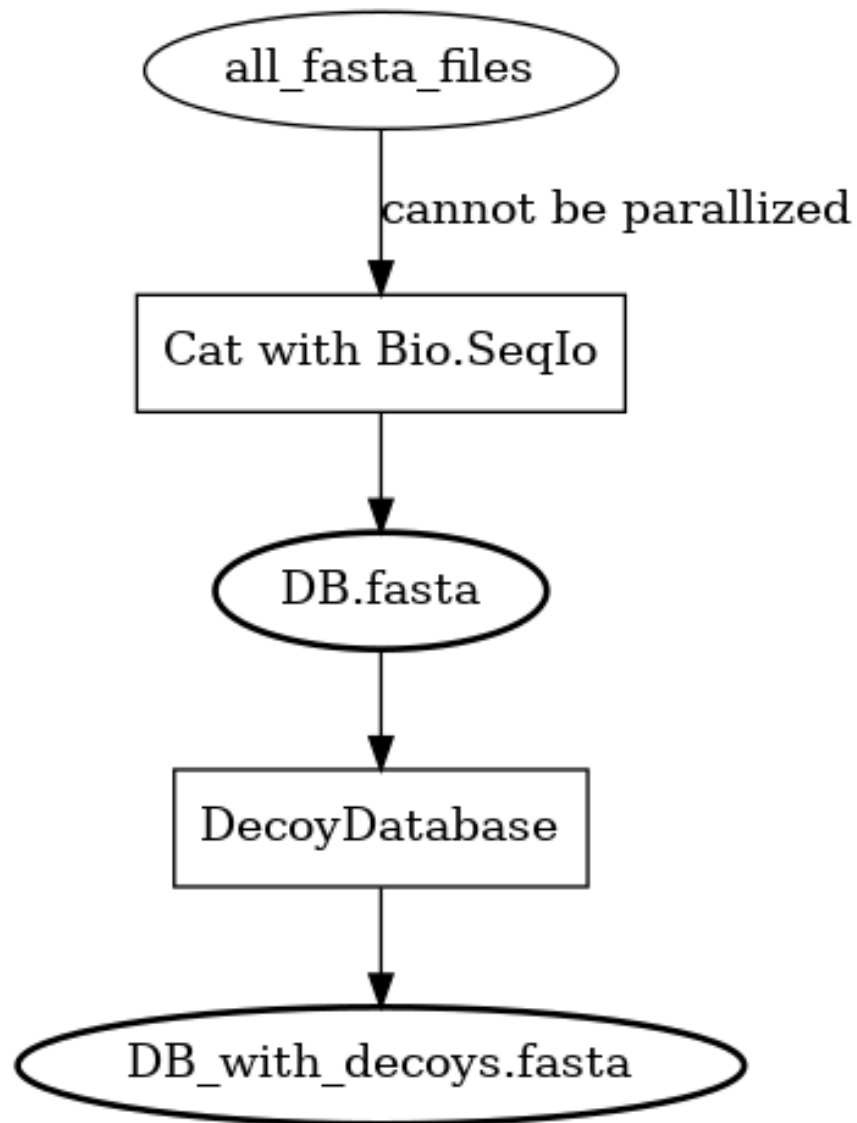 all_fasta_files
cannot be parallized
Cat with Bio.SeqIo
DB.fasta
DecoyDatabase
DB_with_decoys.fasta